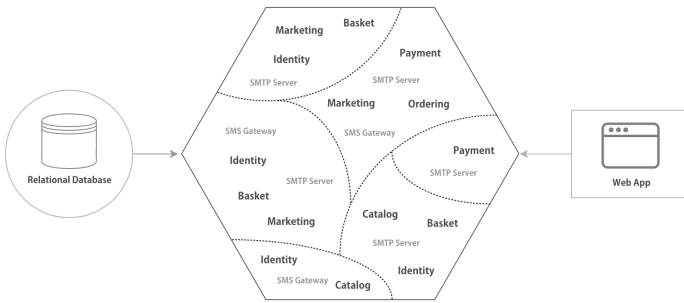 Marketing
Basket
Identity
SMTP Server
Payment
SMTP Server
Marketing
Ordering
SMS Gateway
SMS Gateway
Identity
SMTP Server
Basket
Marketing
Payment
SMTP Server
Catalog
Basket
SMTP Server
Identity
Identity
SMS Gateway
Catalog
Relational Database
Web App